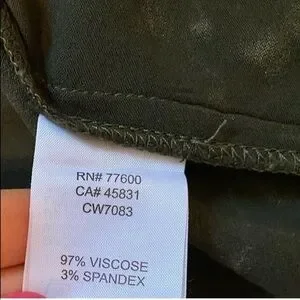 RN# 77600
CA# 45831
CW7083
97% VISCOSE
3% SPANDEX